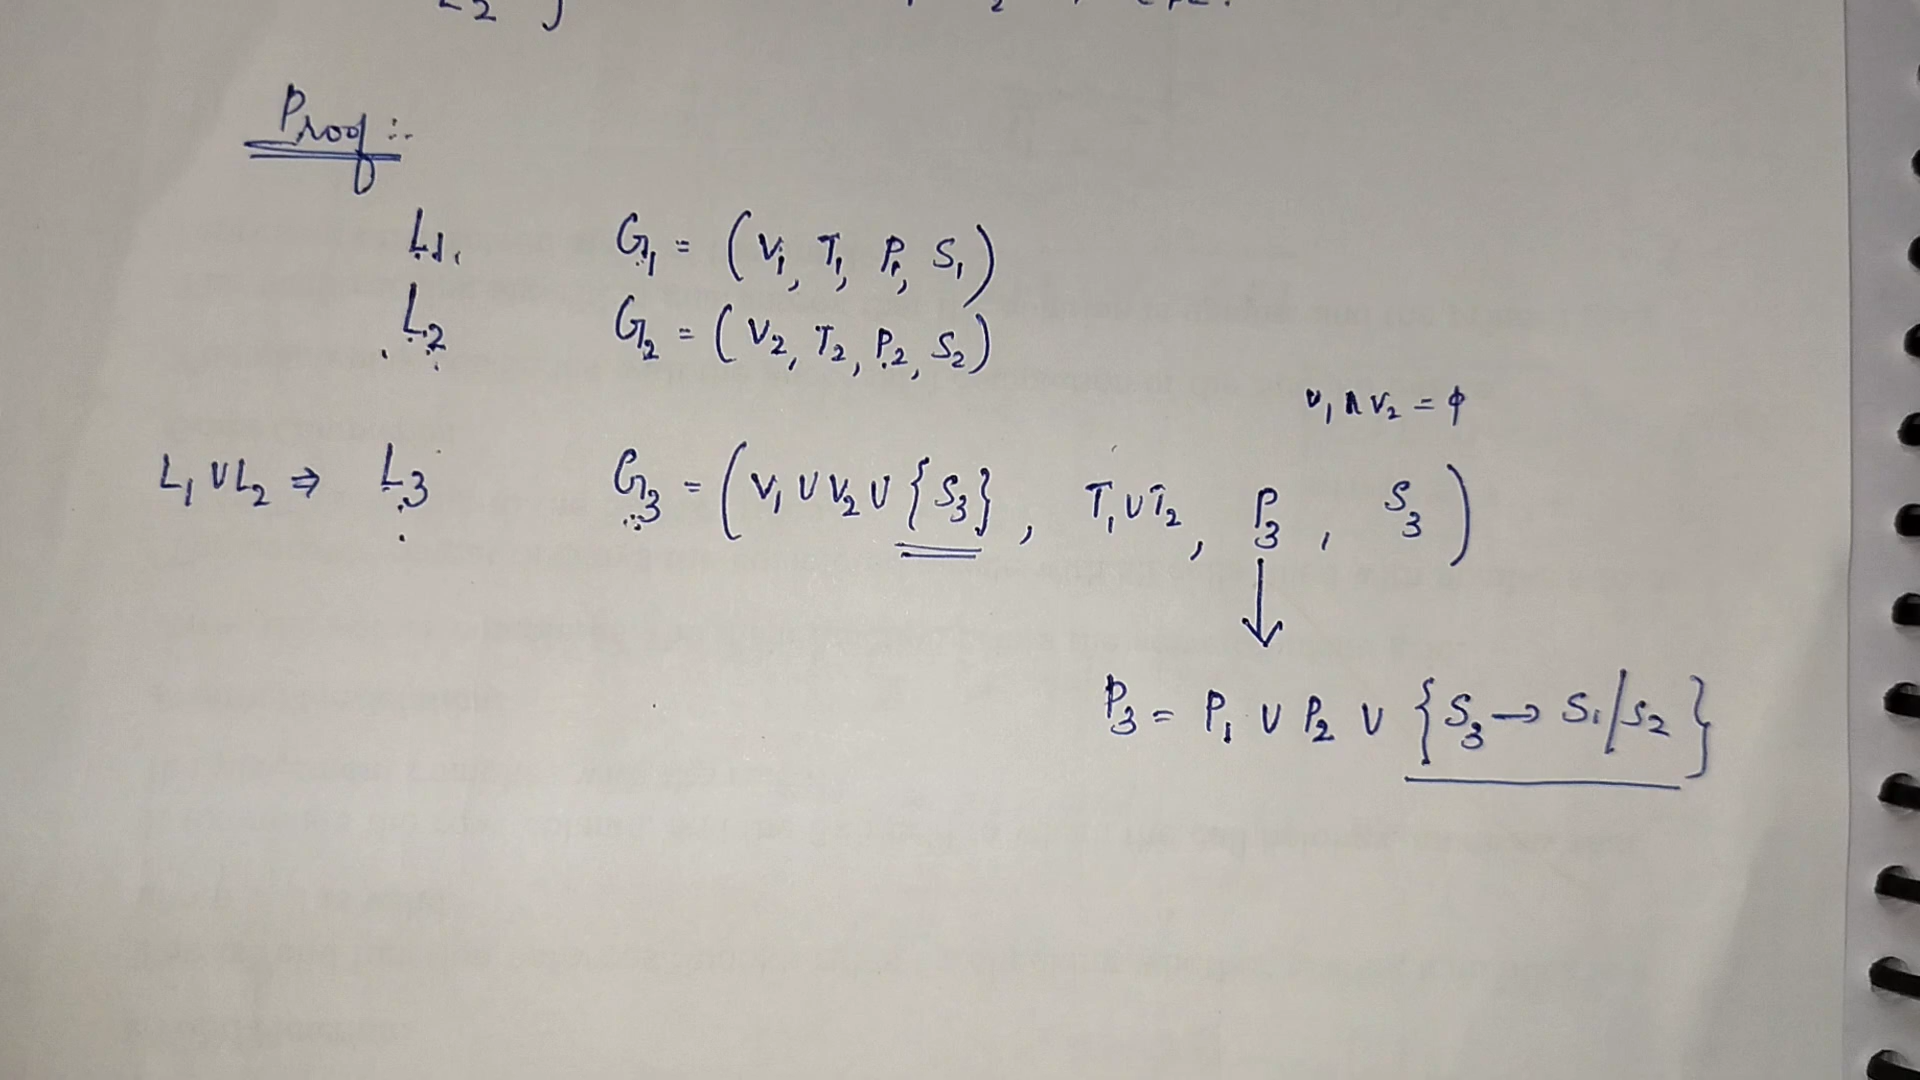 Proof :-
L1. G1 = (V1, T1, P1, S1)
L2 G2 = (V2, T2, P2, S2)
V1 ∩ V2 = φ
L1 ∪ L2 ⇒ L3 G3 = (V1 ∪ V2 ∪ {S3}, T1 ∪ T2, P3, S3)
↓
P3 = P1 ∪ P2 ∪ {S3 → S1/S2}